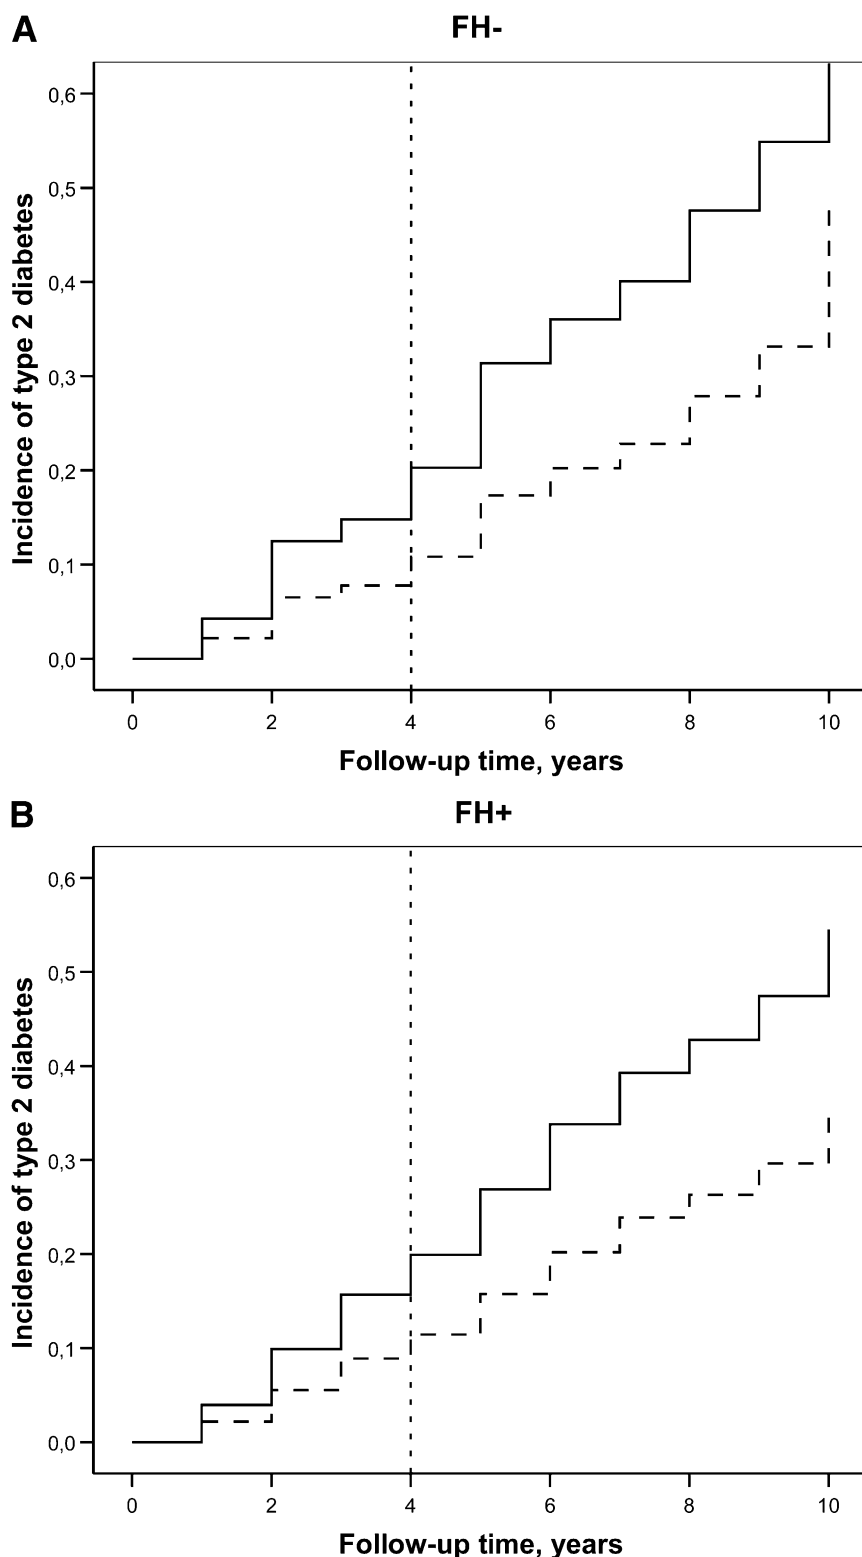 A
FH-
Incidence of type 2 diabetes
0,6
0,5
0,4
0,3
0,2
0,1
0,0
0 2 4 6 8 10
Follow-up time, years
B
FH+
Incidence of type 2 diabetes
0,6
0,5
0,4
0,3
0,2
0,1
0,0
0 2 4 6 8 10
Follow-up time, years